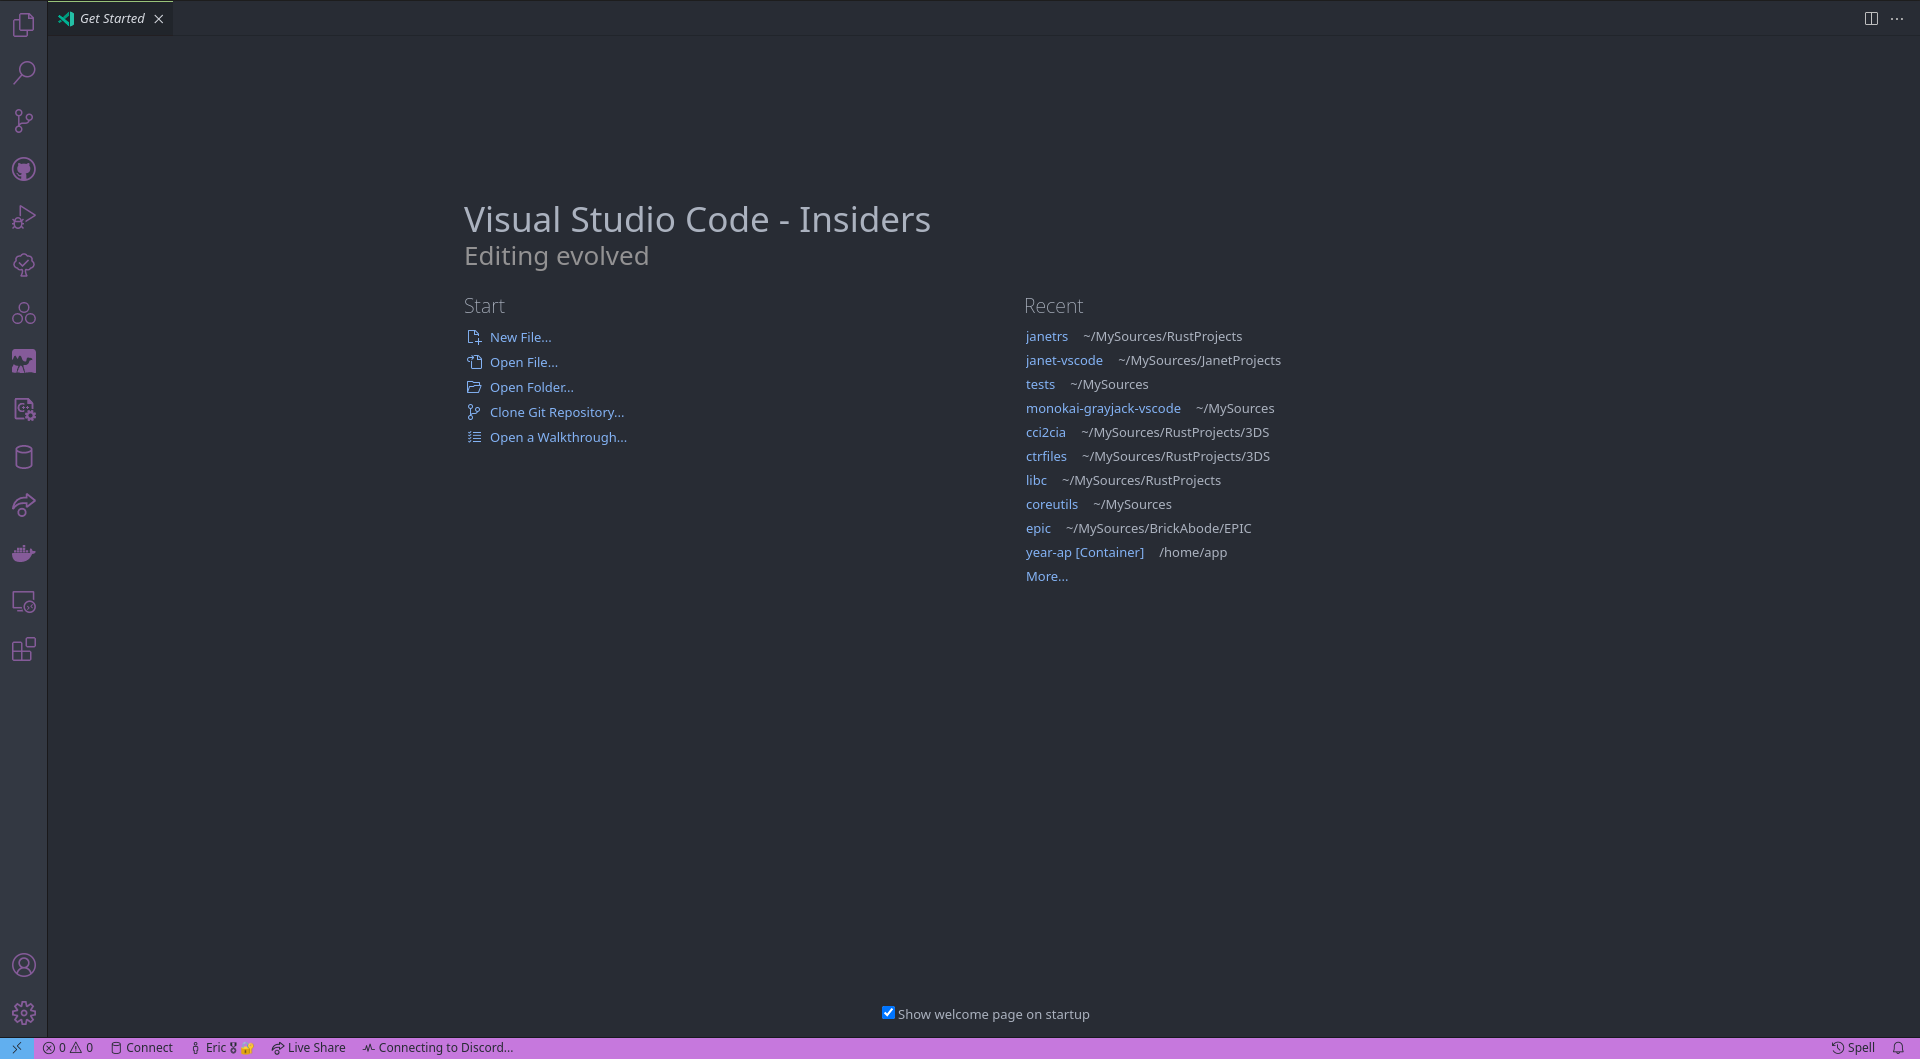 Get Started
Visual Studio Code - Insiders
Editing evolved
Start
New File...
Open File...
Open Folder...
Clone Git Repository...
Open a Walkthrough...
Recent
janetrs ~/MySources/RustProjects
janet-vscode ~/MySources/JanetProjects
tests ~/MySources
monokai-grayjack-vscode ~/MySources
cci2cia ~/MySources/RustProjects/3DS
ctrfiles ~/MySources/RustProjects/3DS
libc ~/MySources/RustProjects
coreutils ~/MySources
epic ~/MySources/BrickAbode/EPIC
year-ap [Container] /home/app
More...
Show welcome page on startup
0 0 Connect Eric Live Share Connecting to Discord... Spell